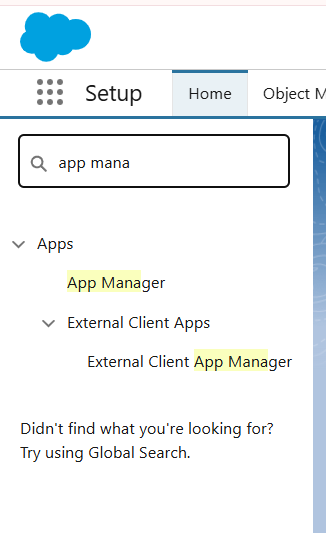 Setup
Home
Object M
app mana
Apps
App Manager
External Client Apps
External Client App Manager
Didn't find what you're looking for?
Try using Global Search.